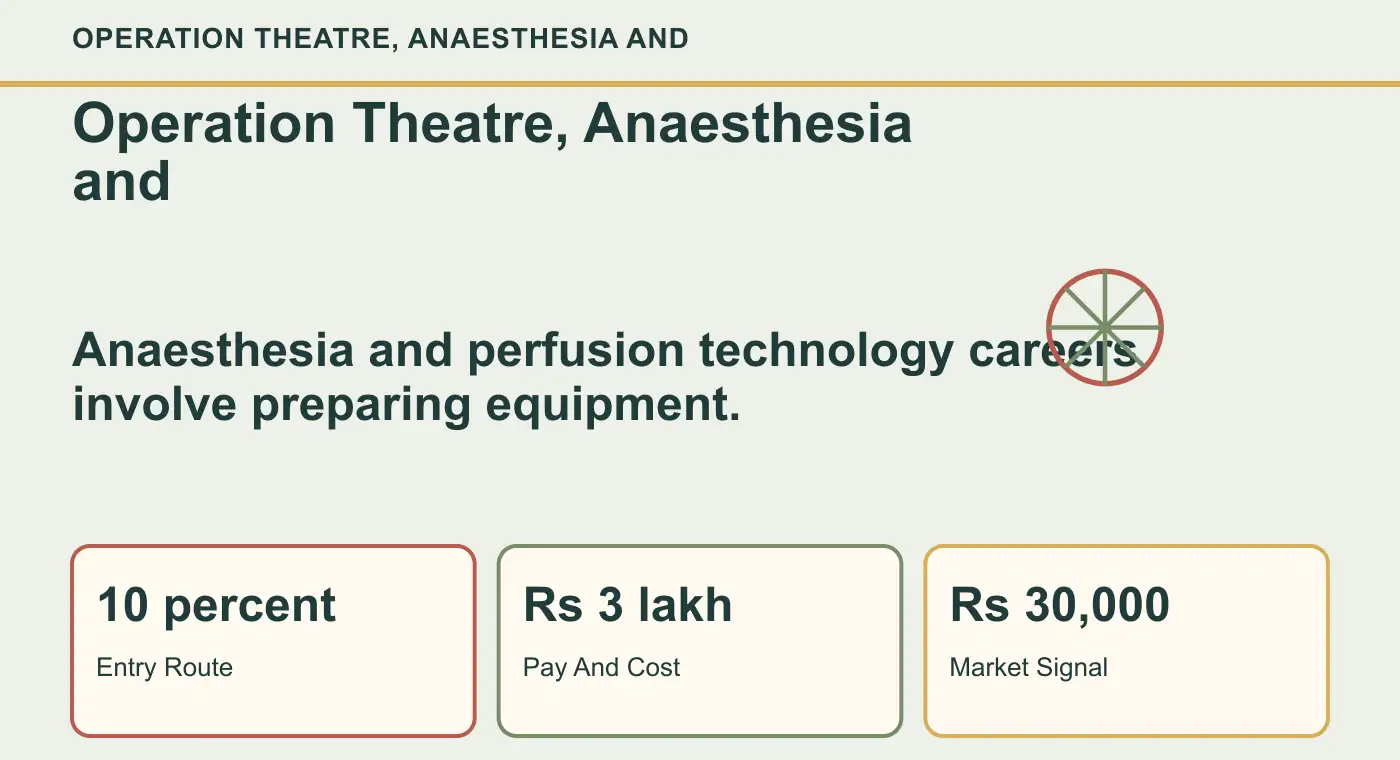 OPERATION THEATRE, ANAESTHESIA AND
Operation Theatre, Anaesthesia
and
Anaesthesia and perfusion technology careers
involve preparing equipment.
10 percent
Entry Route
Rs 3 lakh
Pay And Cost
Rs 30,000
Market Signal